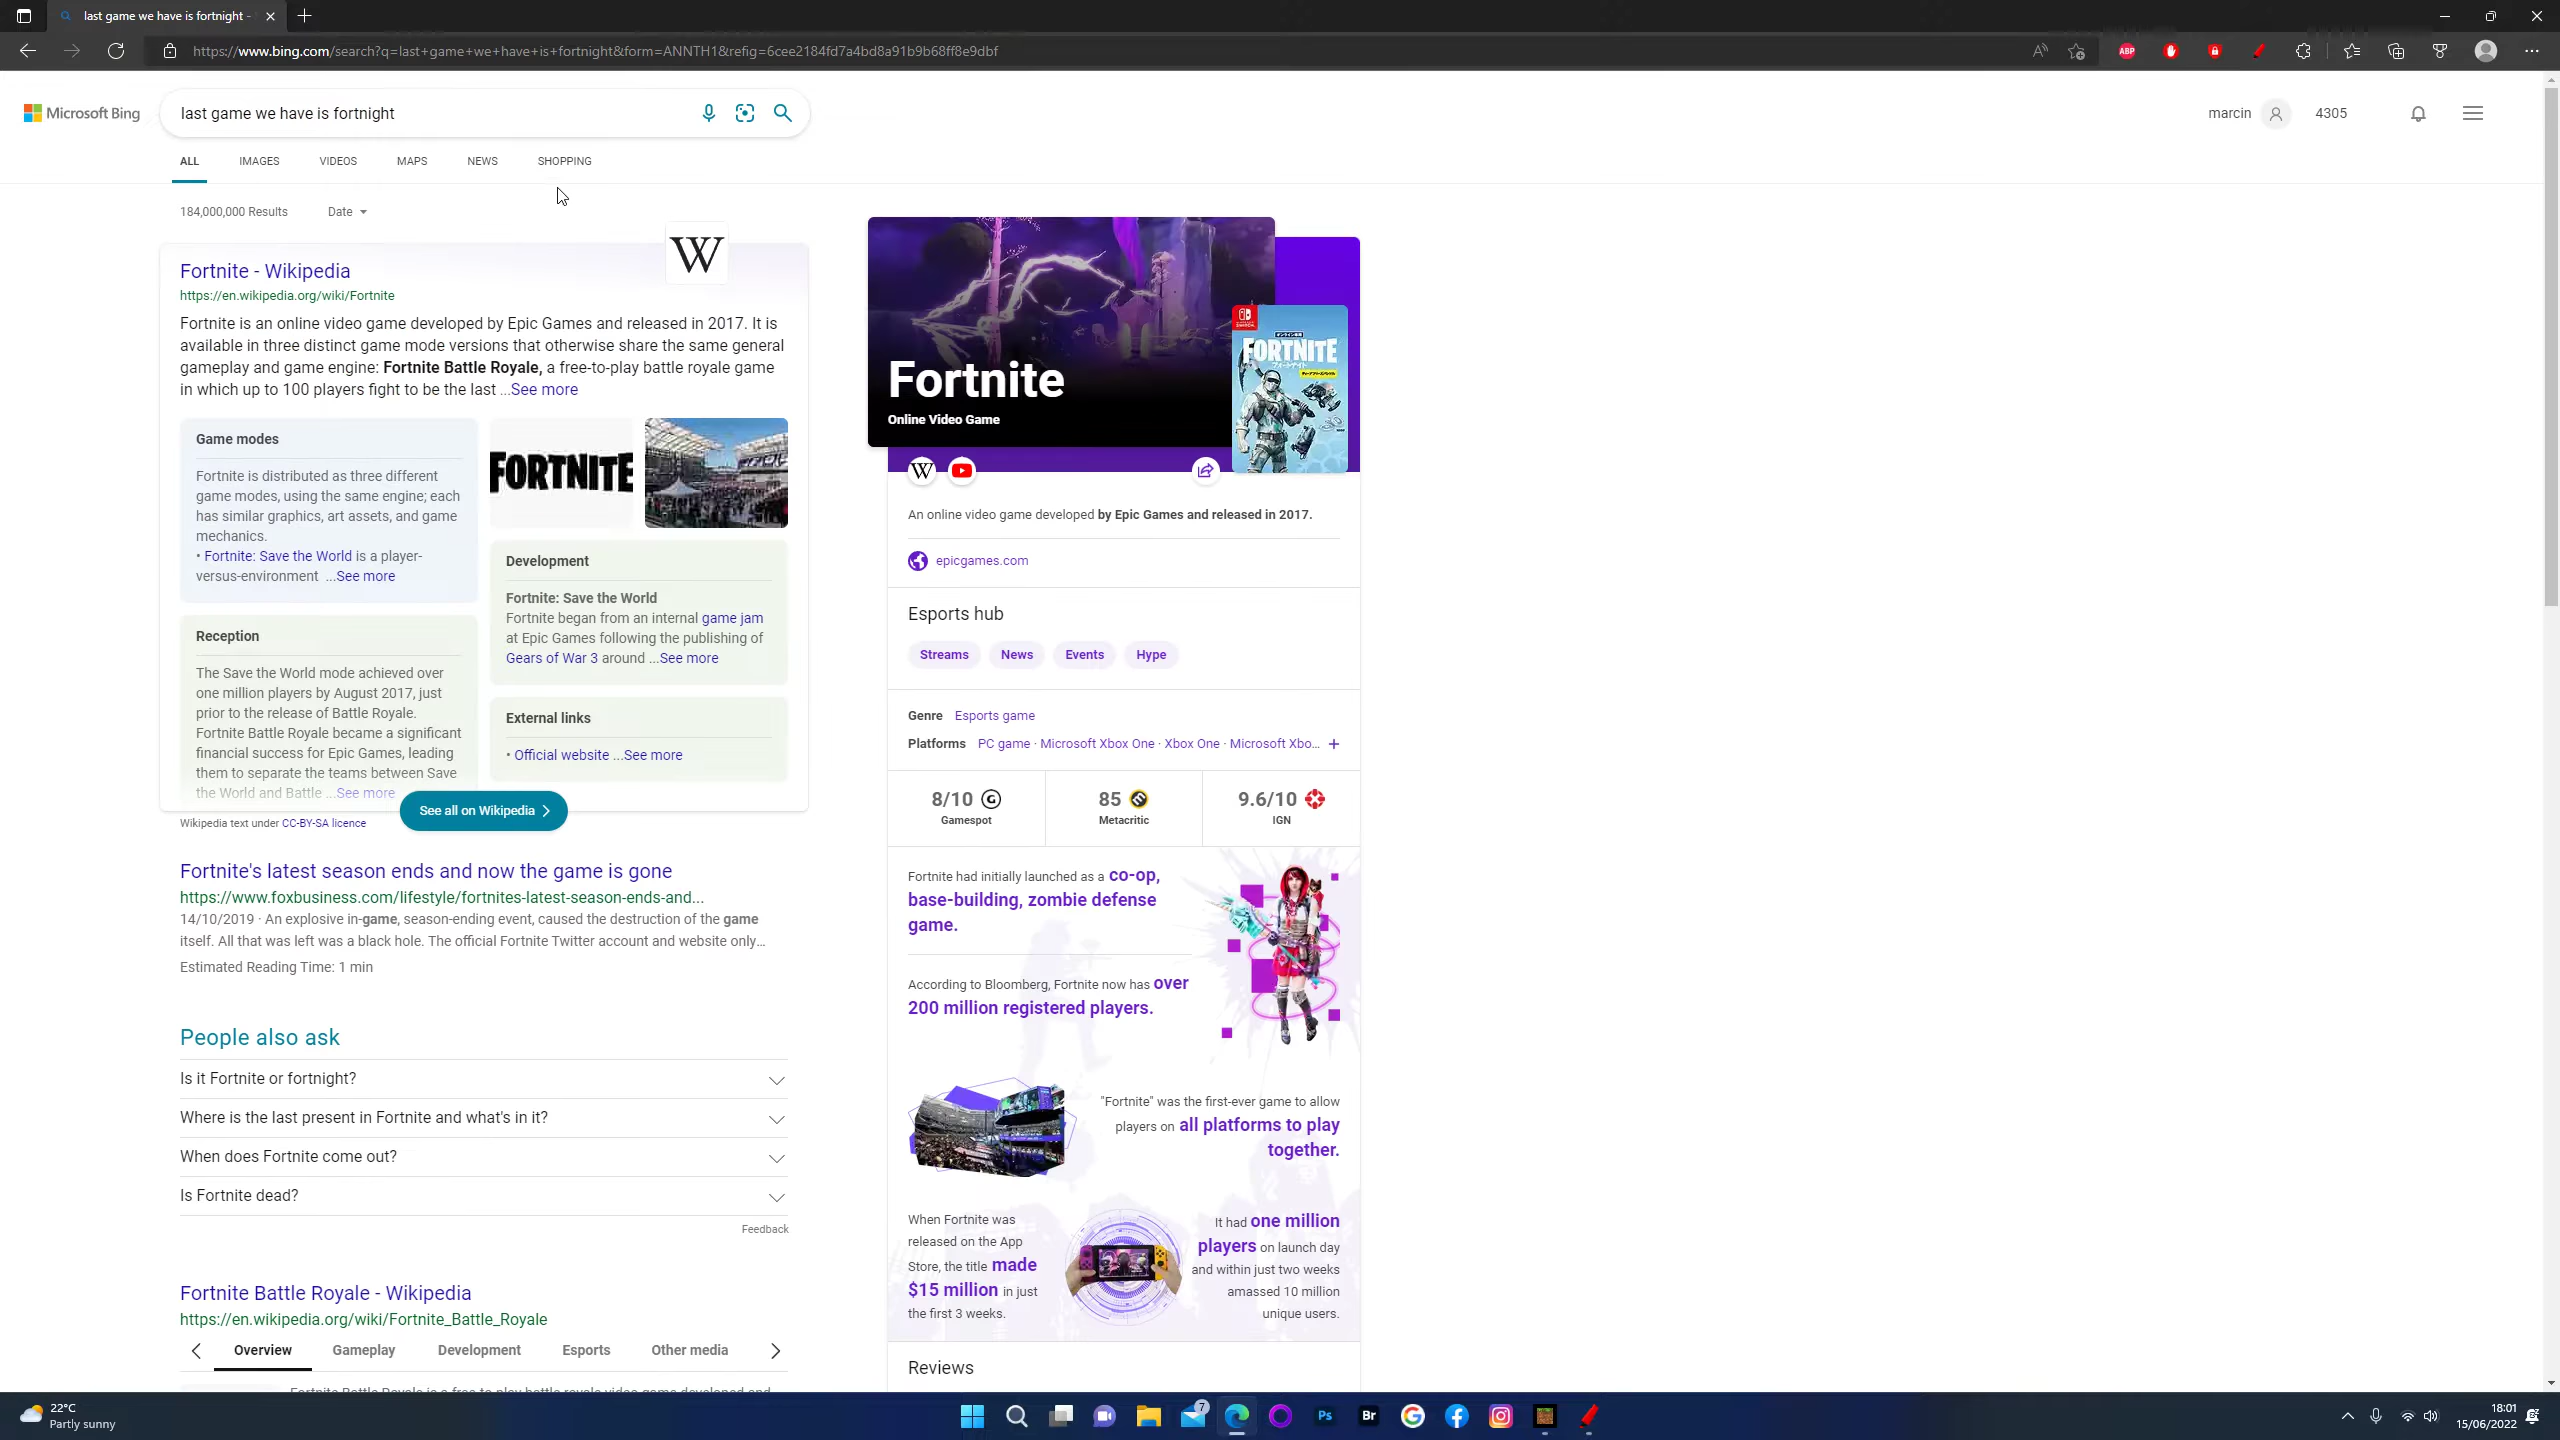 last game we have is fortnight -
https://www.bing.com/search?q=last+game+we+have+is+fortnight&form=ANNTH1&refig=6cee2184fd7a4bd8a91b9b68ff8e9dbf
ABP
Microsoft Bing
last game we have is fortnight
marcin
4305
ALL
IMAGES
VIDEOS
MAPS
NEWS
SHOPPING
184,000,000 Results
Date
W
Fortnite - Wikipedia
https://en.wikipedia.org/wiki/Fortnite
Fortnite is an online video game developed by Epic Games and released in 2017. It is
available in three distinct game mode versions that otherwise share the same general
gameplay and game engine: Fortnite Battle Royale, a free-to-play battle royale game
in which up to 100 players fight to be the last ...See more
Game modes
Fortnite is distributed as three different
game modes, using the same engine; each
has similar graphics, art assets, and game
mechanics.
• Fortnite: Save the World is a player-
versus-environment ...See more
Reception
The Save the World mode achieved over
one million players by August 2017, just
prior to the release of Battle Royale.
Fortnite Battle Royale became a significant
financial success for Epic Games, leading
them to separate the teams between Save
the World and Battle ...See more
FORTNITE
Development
Fortnite: Save the World
Fortnite began from an internal game jam
at Epic Games following the publishing of
Gears of War 3 around ...See more
External links
• Official website ...See more
See all on Wikipedia
Wikipedia text under CC-BY-SA licence
Fortnite's latest season ends and now the game is gone
https://www.foxbusiness.com/lifestyle/fortnites-latest-season-ends-and...
14/10/2019 · An explosive in-game, season-ending event, caused the destruction of the game
itself. All that was left was a black hole. The official Fortnite Twitter account and website only...
Estimated Reading Time: 1 min
People also ask
Is it Fortnite or fortnight?
Where is the last present in Fortnite and what's in it?
When does Fortnite come out?
Is Fortnite dead?
Feedback
Fortnite Battle Royale - Wikipedia
https://en.wikipedia.org/wiki/Fortnite_Battle_Royale
Overview
Gameplay
Development
Esports
Other media
Fortnite
Online Video Game
FORTNITE
W
An online video game developed by Epic Games and released in 2017.
epicgames.com
Esports hub
Streams
News
Events
Hype
Genre Esports game
Platforms PC game · Microsoft Xbox One · Xbox One · Microsoft Xbo...
8/10
Gamespot
85
Metacritic
9.6/10
IGN
Fortnite had initially launched as a co-op,
base-building, zombie defense
game.
According to Bloomberg, Fortnite now has over
200 million registered players.
"Fortnite" was the first-ever game to allow
players on all platforms to play
together.
When Fortnite was
released on the App
Store, the title made
$15 million in just
the first 3 weeks.
It had one million
players on launch day
and within just two weeks
amassed 10 million
unique users.
Reviews
22°C
Partly sunny
7
Ps
Br
18:01
15/06/2022